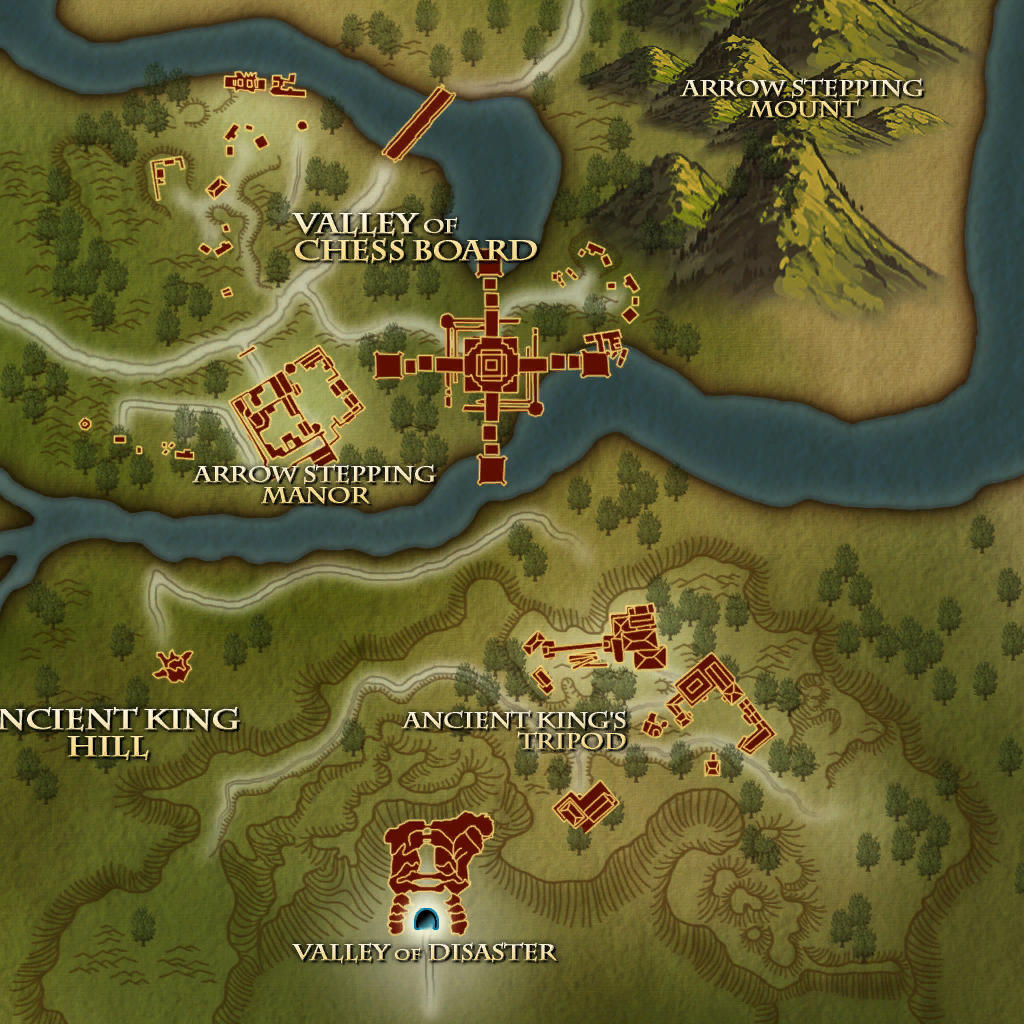 ARROW STEPPING
MOUNT
VALLEY OF
CHESS BOARD
ARROW STEPPING
MANOR
NCIENT KING
HILL
ANCIENT KING'S
TRIPOD
VALLEY OF DISASTER